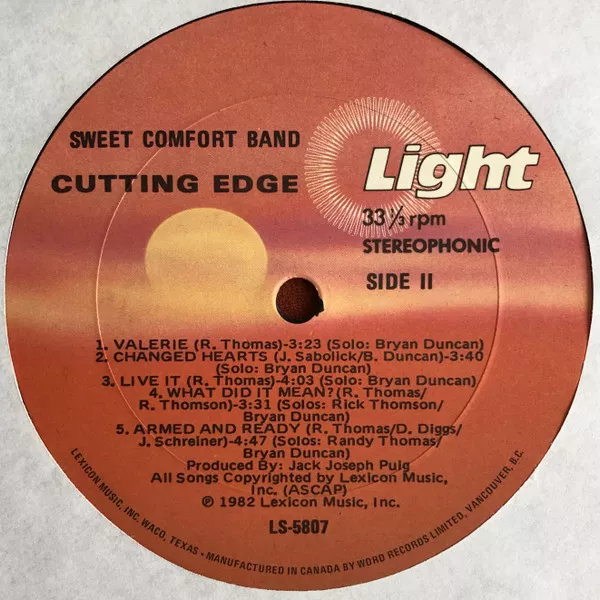 SWEET COMFORT BAND
CUTTING EDGE
Light
33⅓ rpm
STEREOPHONIC
SIDE II
1. VALERIE (R. Thomas)-3:23 (Solo: Bryan Duncan)
2. CHANGED HEARTS (J. Sabolick/B. Duncan)-3:40
(Solo: Bryan Duncan)
3. LIVE IT (R. Thomas)-4:03 (Solo: Bryan Duncan)
4. WHAT DID IT MEAN? (R. Thomas/
R. Thomson)-3:31 (Solos: Rick Thomson/
Bryan Duncan)
5. ARMED AND READY (R. Thomas/D. Diggs/
J. Schreiner)-4:47 (Solos: Randy Thomas/
Bryan Duncan)
Produced By: Jack Joseph Puig
All Songs Copyrighted by Lexicon Music,
Inc. (ASCAP)
℗ 1982 Lexicon Music, Inc.
LS-5807
LEXICON MUSIC, INC. WACO, TEXAS - MANUFACTURED IN CANADA BY WORD RECORDS LIMITED, VANCOUVER, B.C.